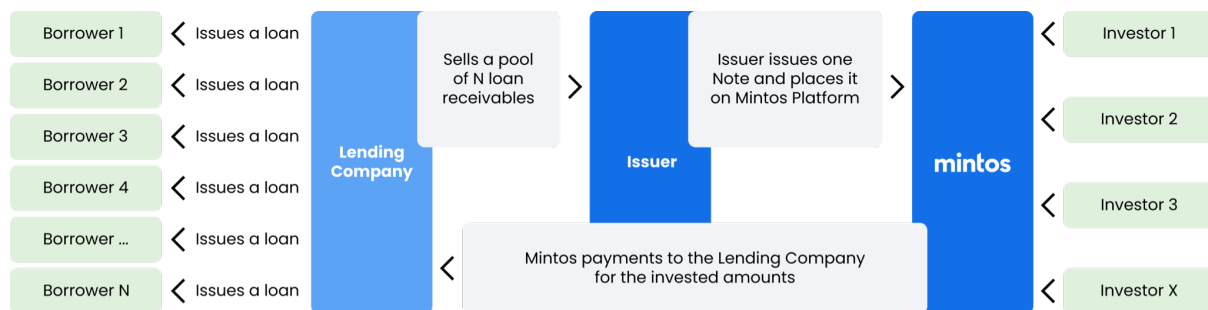 Borrower 1
Issues a loan
Borrower 2
Issues a loan
Borrower 3
Issues a loan
Borrower 4
Issues a loan
Borrower ...
Issues a loan
Borrower N
Issues a loan
Lending
Company
Sells a pool
of N loan
receivables
Issuer
Issuer issues one
Note and places it
on Mintos Platform
Mintos payments to the Lending Company
for the invested amounts
mintos
Investor 1
Investor 2
Investor 3
Investor X